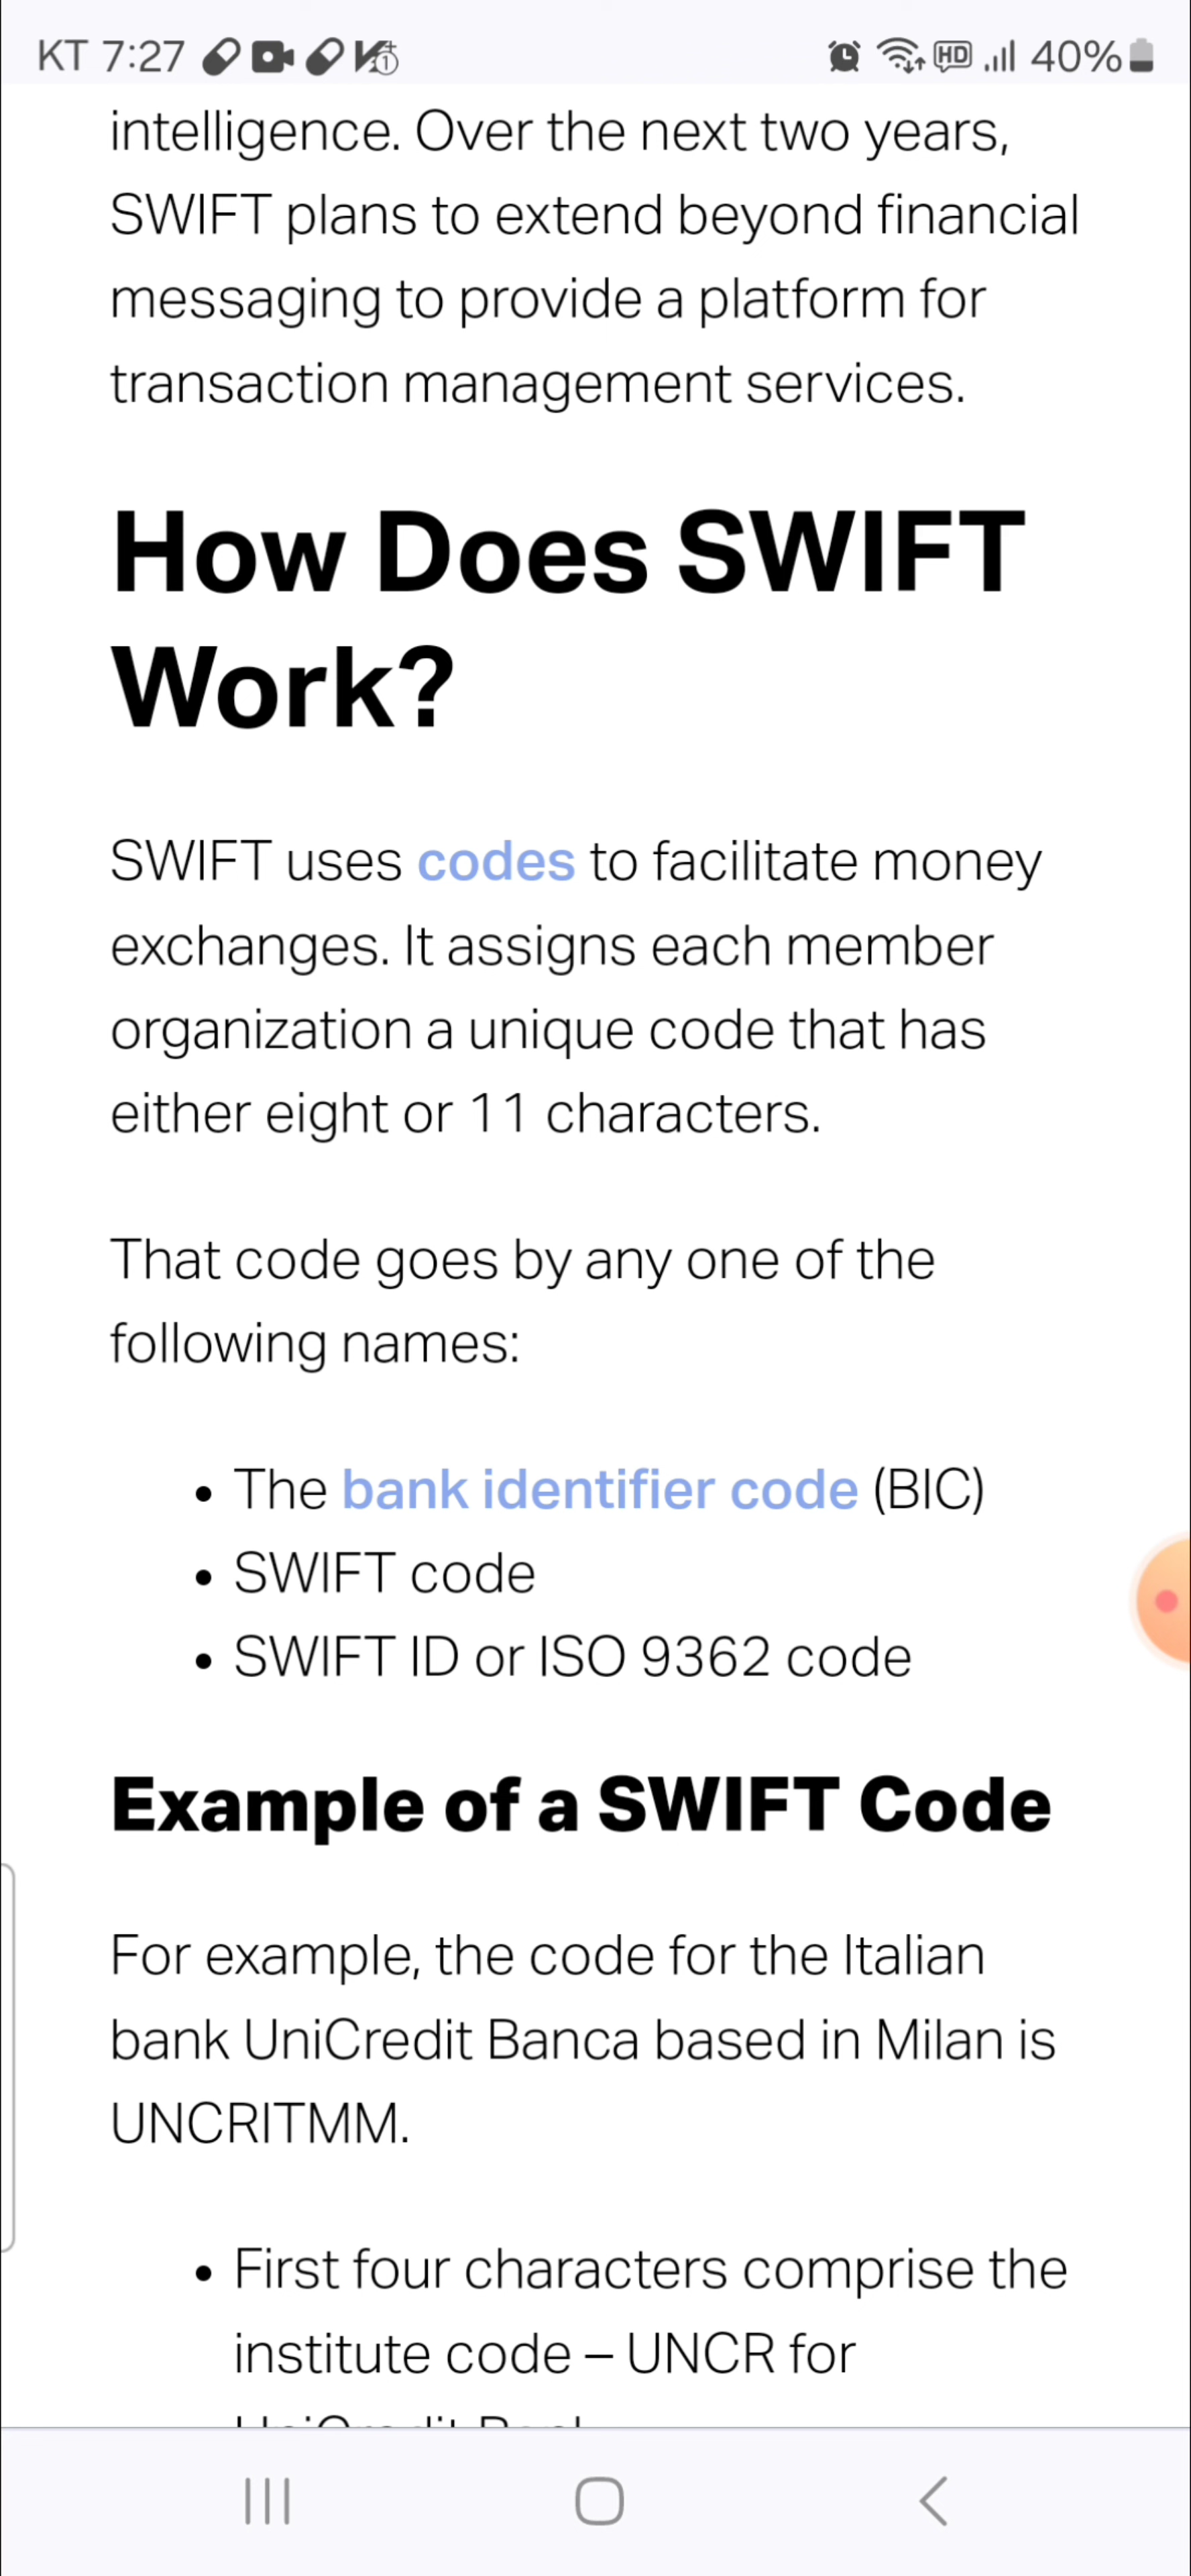 KT 7:27
HD 40%
intelligence. Over the next two years,
SWIFT plans to extend beyond financial
messaging to provide a platform for
transaction management services.
How Does SWIFT
Work?
SWIFT uses codes to facilitate money
exchanges. It assigns each member
organization a unique code that has
either eight or 11 characters.
That code goes by any one of the
following names:
• The bank identifier code (BIC)
• SWIFT code
• SWIFT ID or ISO 9362 code
Example of a SWIFT Code
For example, the code for the Italian
bank UniCredit Banca based in Milan is
UNCRITMM.
• First four characters comprise the
institute code – UNCR for